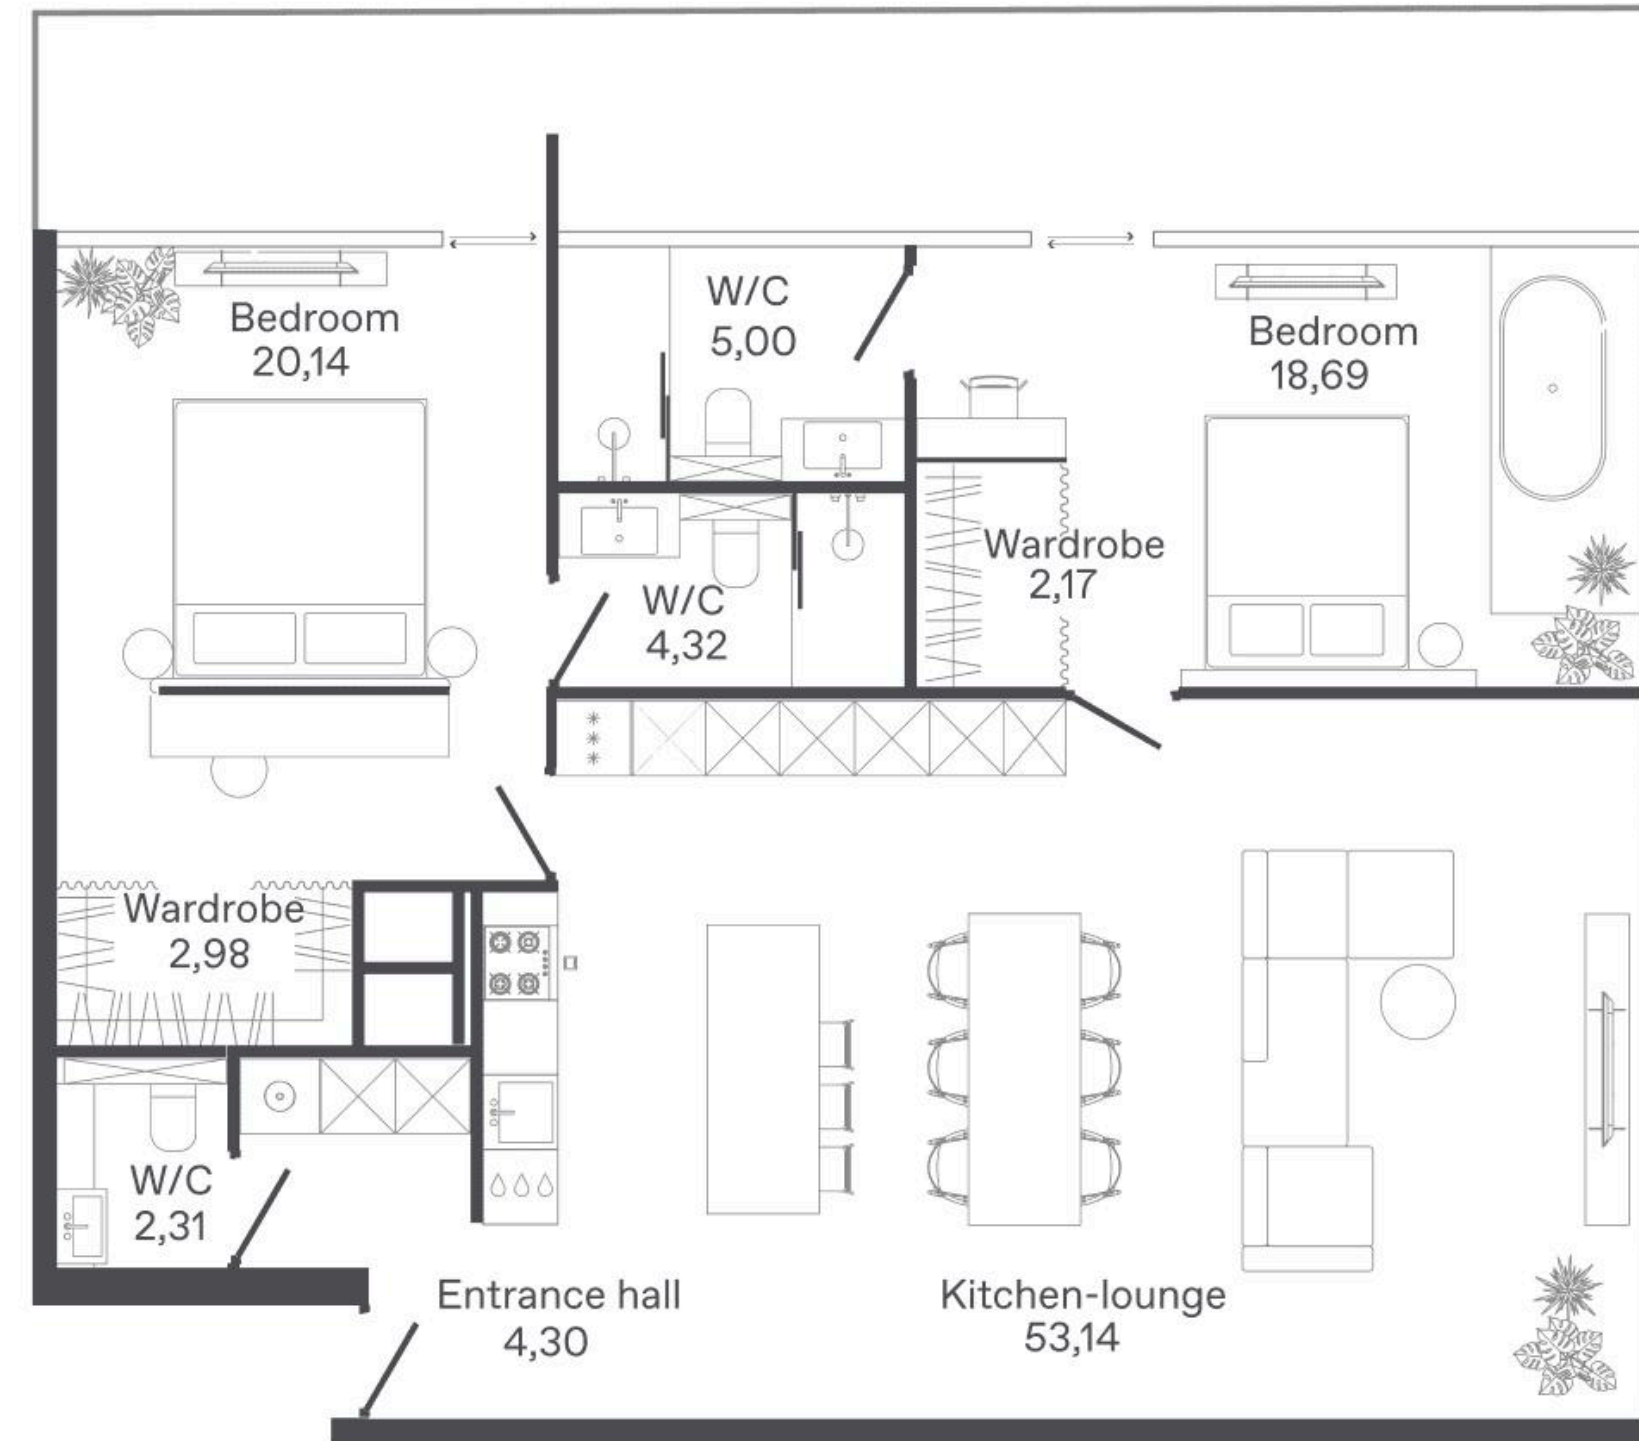 W/C
5,00
Bedroom
20,14
Bedroom
18,69
Wardrobe
2,17
W/C
4,32
Wardrobe
2,98
W/C
2,31
Entrance hall
4,30
Kitchen-lounge
53,14